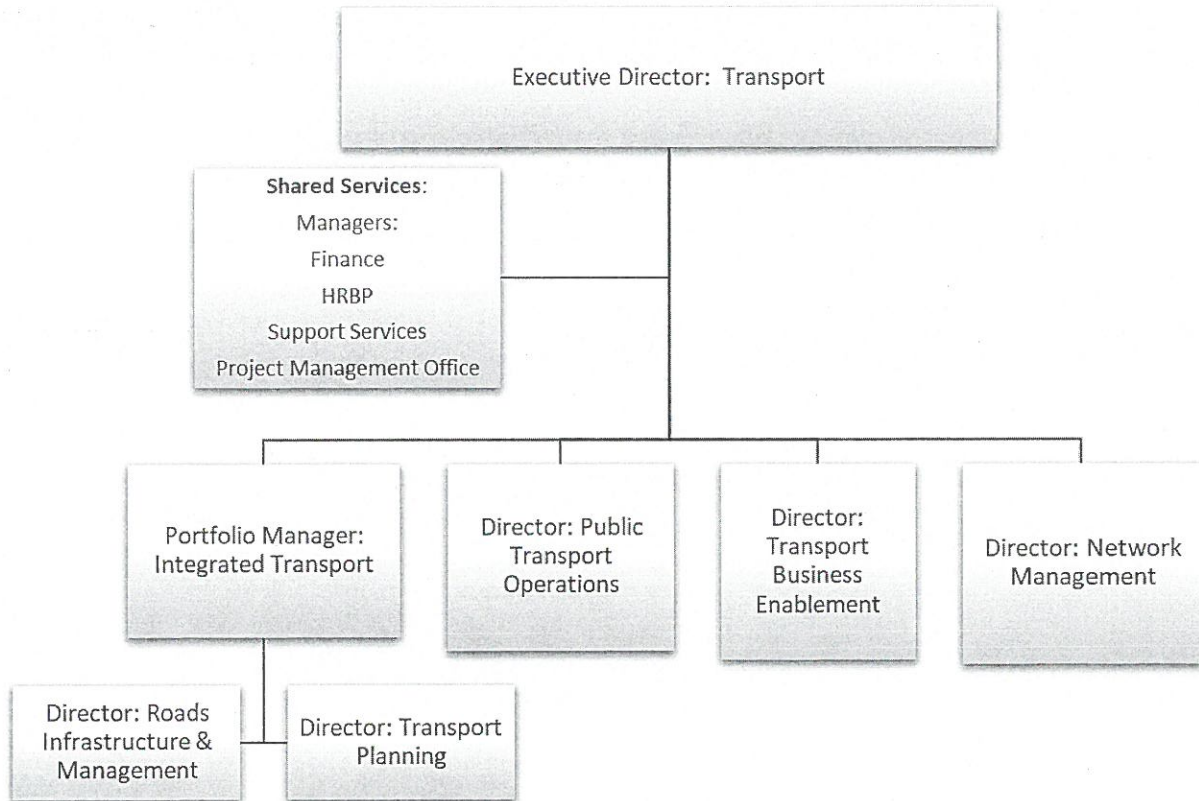 Executive Director: Transport
Shared Services:
Managers:
Finance
HRBP
Support Services
Project Management Office
Portfolio Manager:
Integrated Transport
Director: Public
Transport
Operations
Director:
Transport
Business
Enablement
Director: Network
Management
Director: Roads
Infrastructure &
Management
Director: Transport
Planning